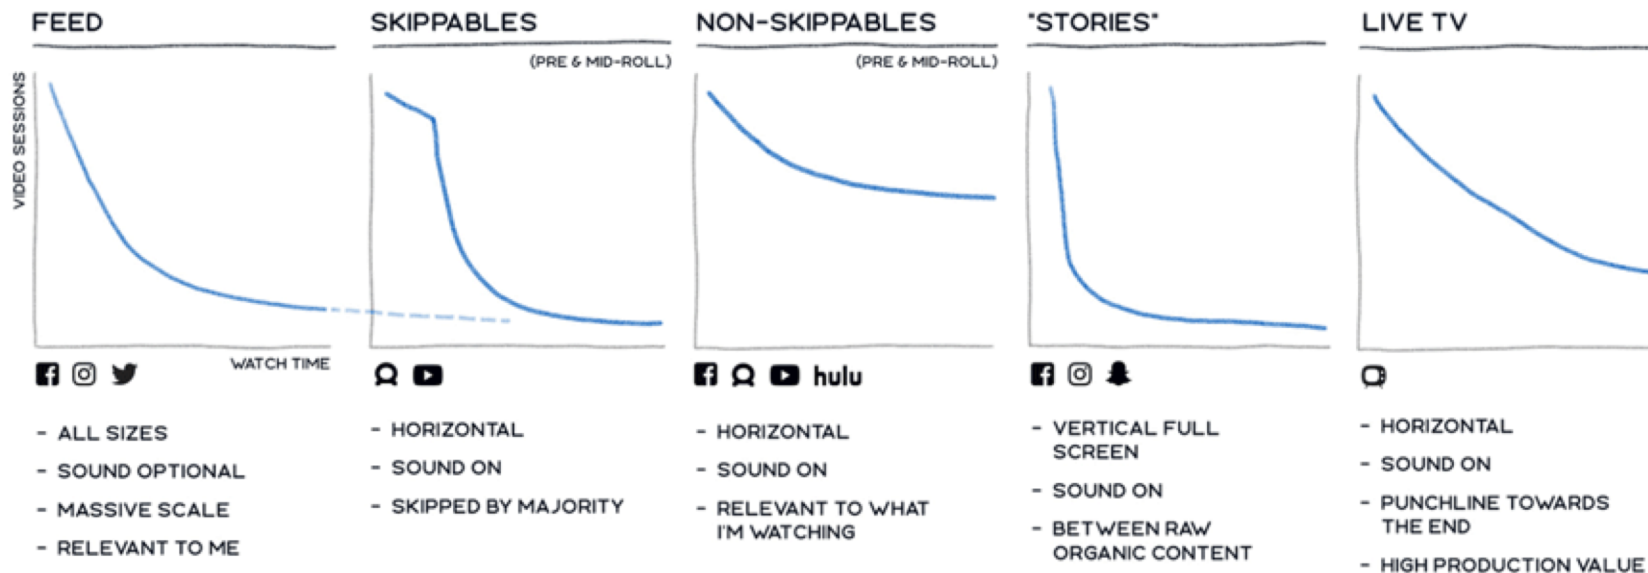 FEED
VIDEO SESSIONS
WATCH TIME
- ALL SIZES
- SOUND OPTIONAL
- MASSIVE SCALE
- RELEVANT TO ME
SKIPPABLES
(PRE & MID-ROLL)
- HORIZONTAL
- SOUND ON
- SKIPPED BY MAJORITY
NON-SKIPPABLES
(PRE & MID-ROLL)
hulu
- HORIZONTAL
- SOUND ON
- RELEVANT TO WHAT
I'M WATCHING
"STORIES"
- VERTICAL FULL
SCREEN
- SOUND ON
- BETWEEN RAW
ORGANIC CONTENT
LIVE TV
- HORIZONTAL
- SOUND ON
- PUNCHLINE TOWARDS
THE END
- HIGH PRODUCTION VALUE